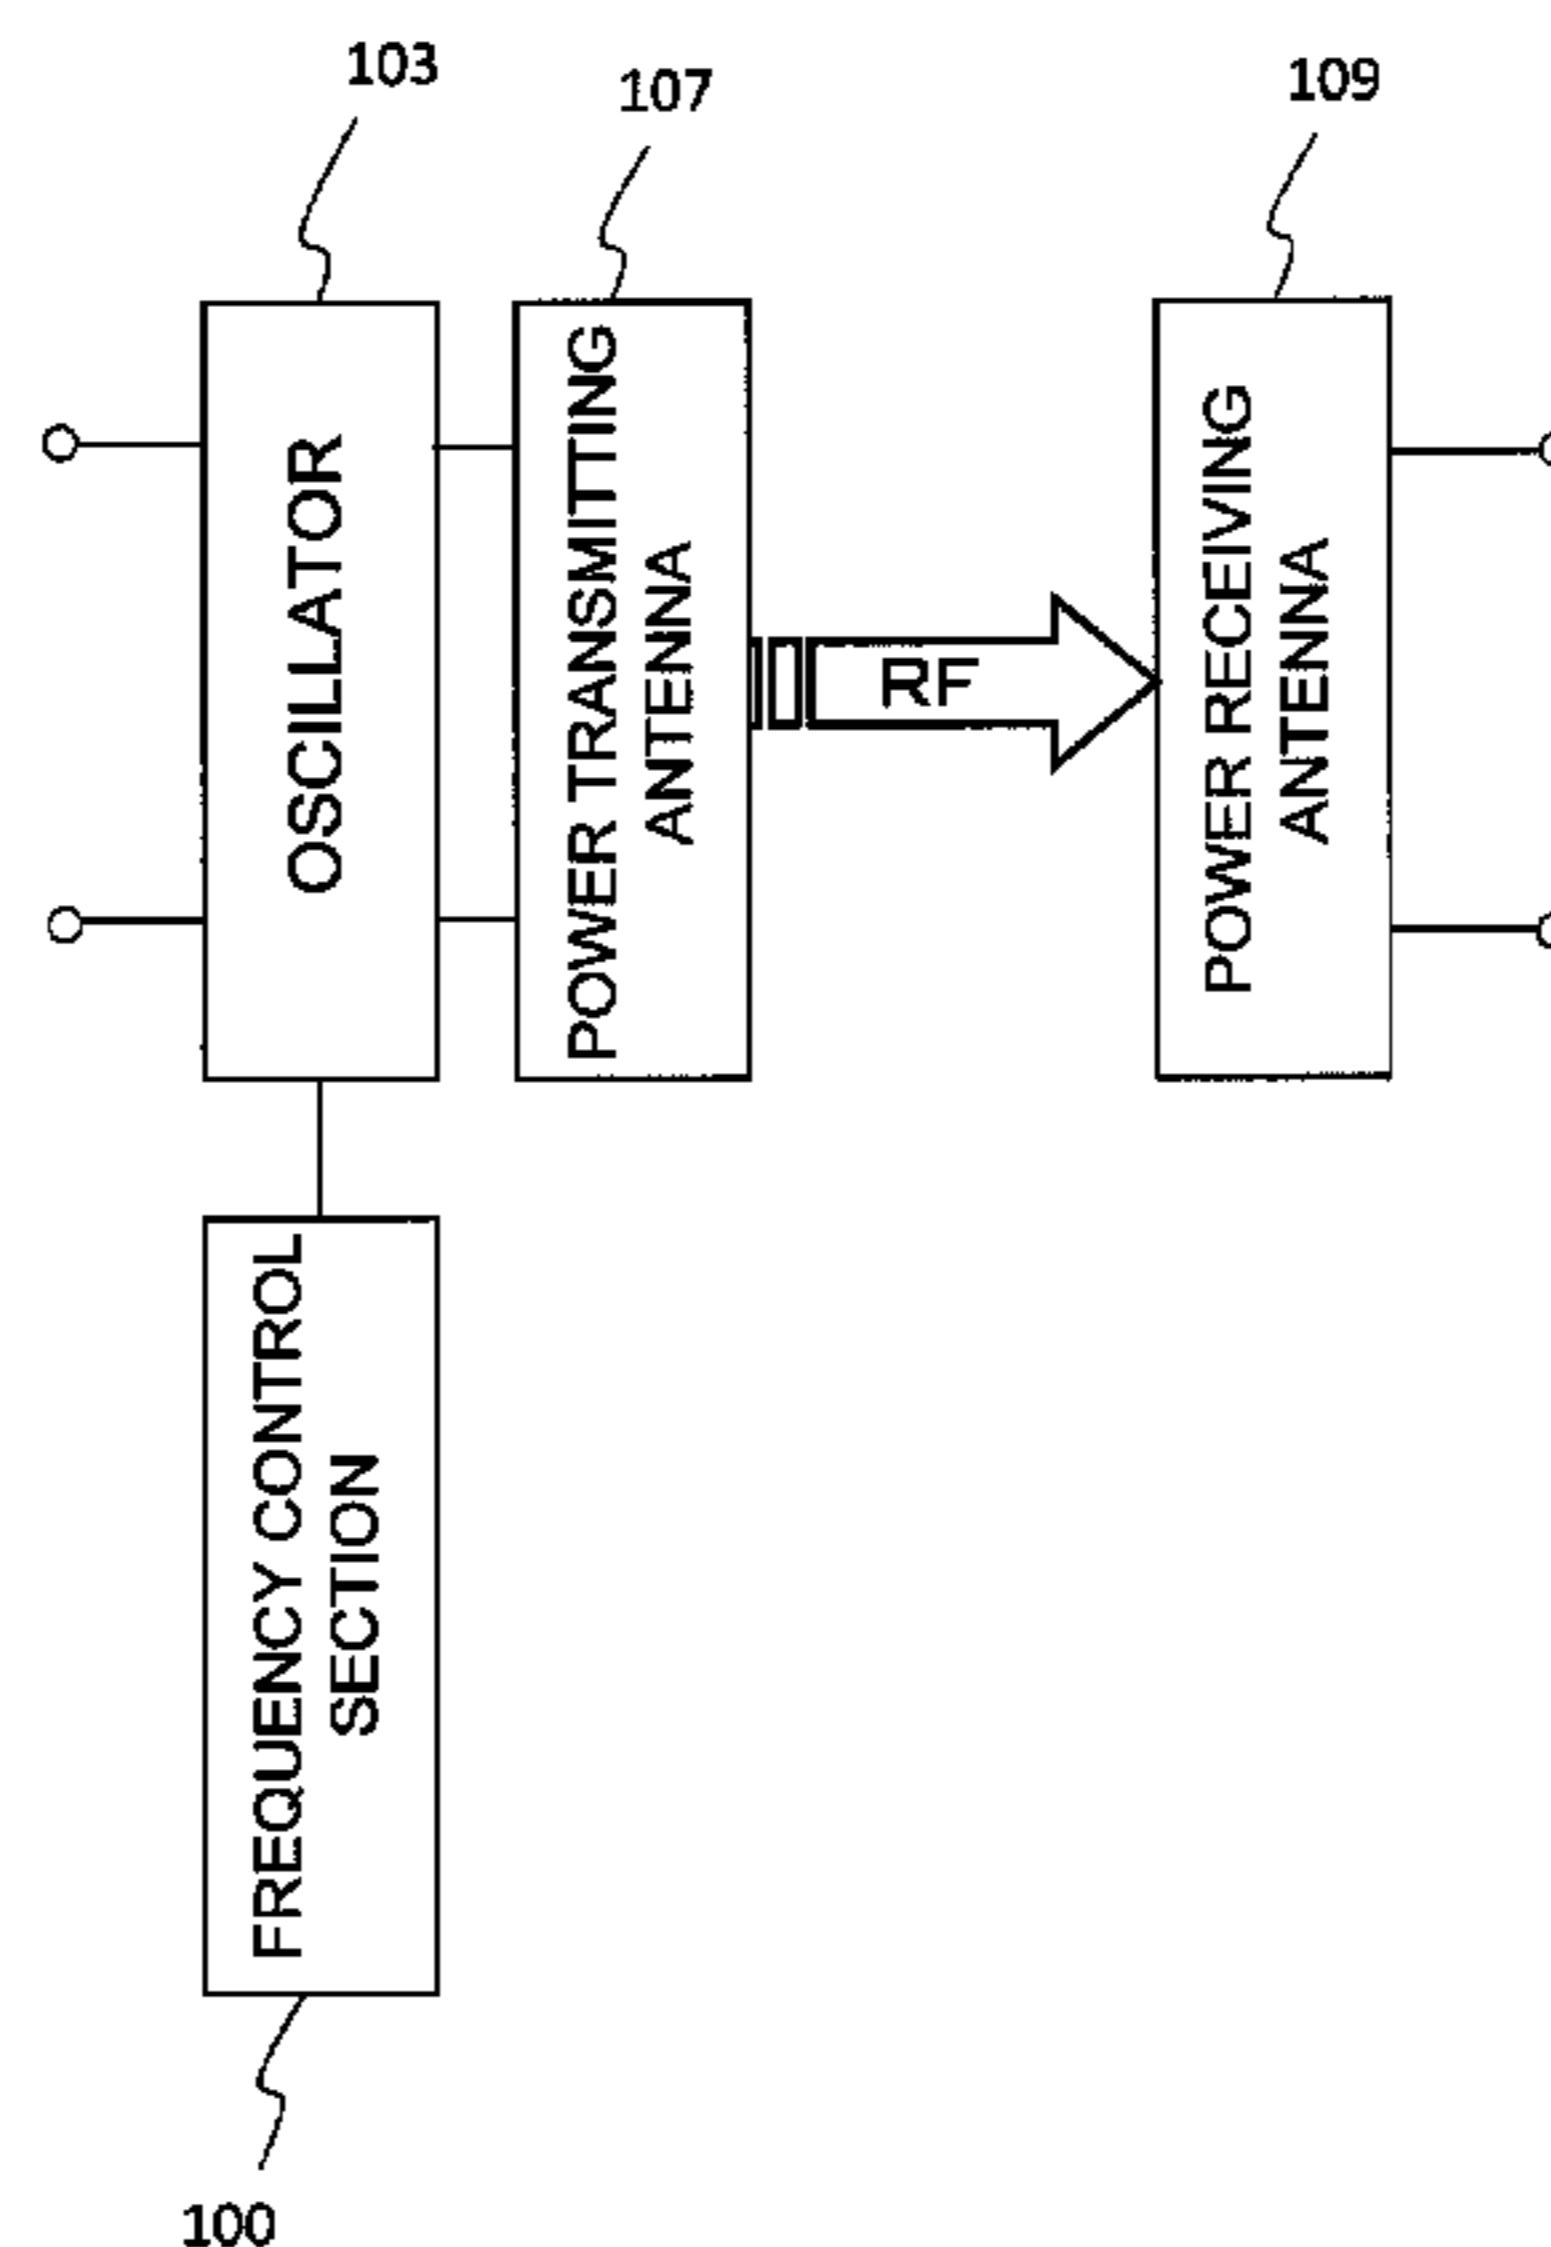 103
107
109
OSCILLATOR
POWER TRANSMITTING
ANTENNA
RF
POWER RECEIVING
ANTENNA
FREQUENCY CONTROL
SECTION
100